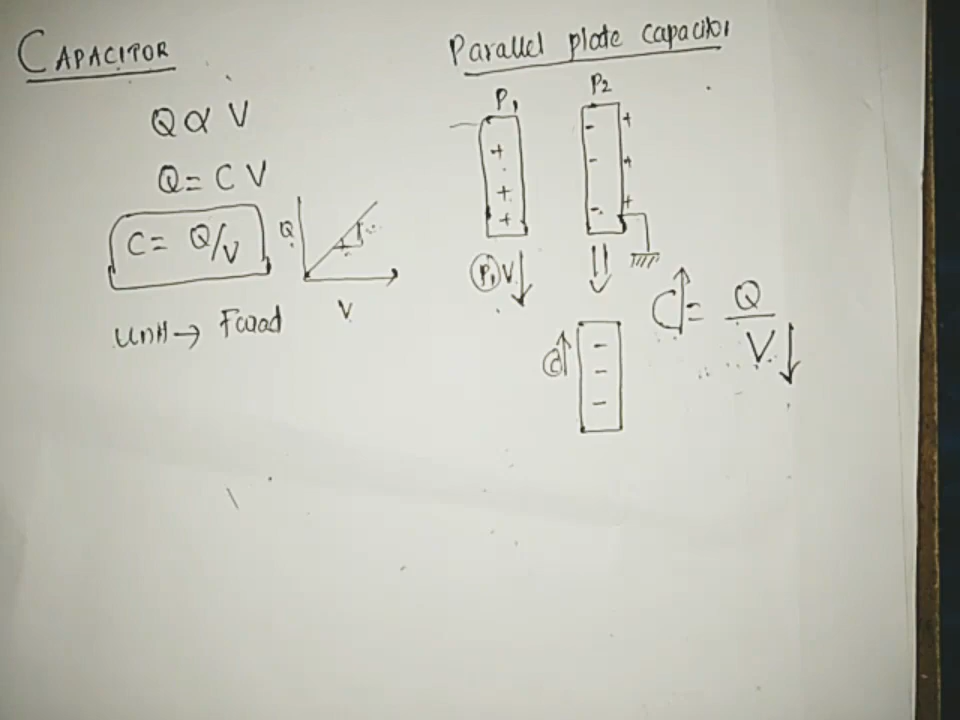 CAPACITOR
Q ∝ V
Q = C V
C = Q/V
Q
V
Unit → Farad
Parallel plate capacitor
P1
P2
+
+
+
-
-
-
+
+
+
P1 V ↓
C ↑
-
-
-
C ↑ = Q / V ↓